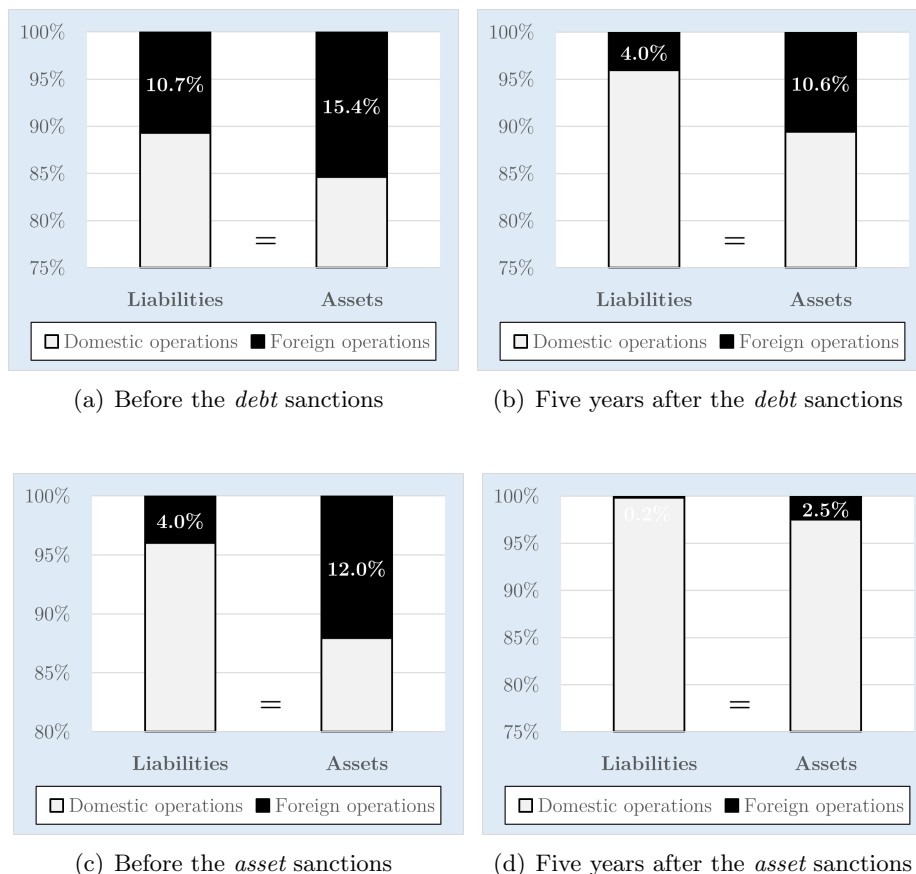 100%
95%
90%
85%
80%
75%
10.7%
15.4%
=
Liabilities Assets
Domestic operations Foreign operations
(a) Before the debt sanctions
100%
95%
90%
85%
80%
75%
4.0%
10.6%
=
Liabilities Assets
Domestic operations Foreign operations
(b) Five years after the debt sanctions
100%
95%
90%
85%
80%
4.0%
12.0%
=
Liabilities Assets
Domestic operations Foreign operations
(c) Before the asset sanctions
100%
95%
90%
85%
80%
75%
0.2%
2.5%
=
Liabilities Assets
Domestic operations Foreign operations
(d) Five years after the asset sanctions